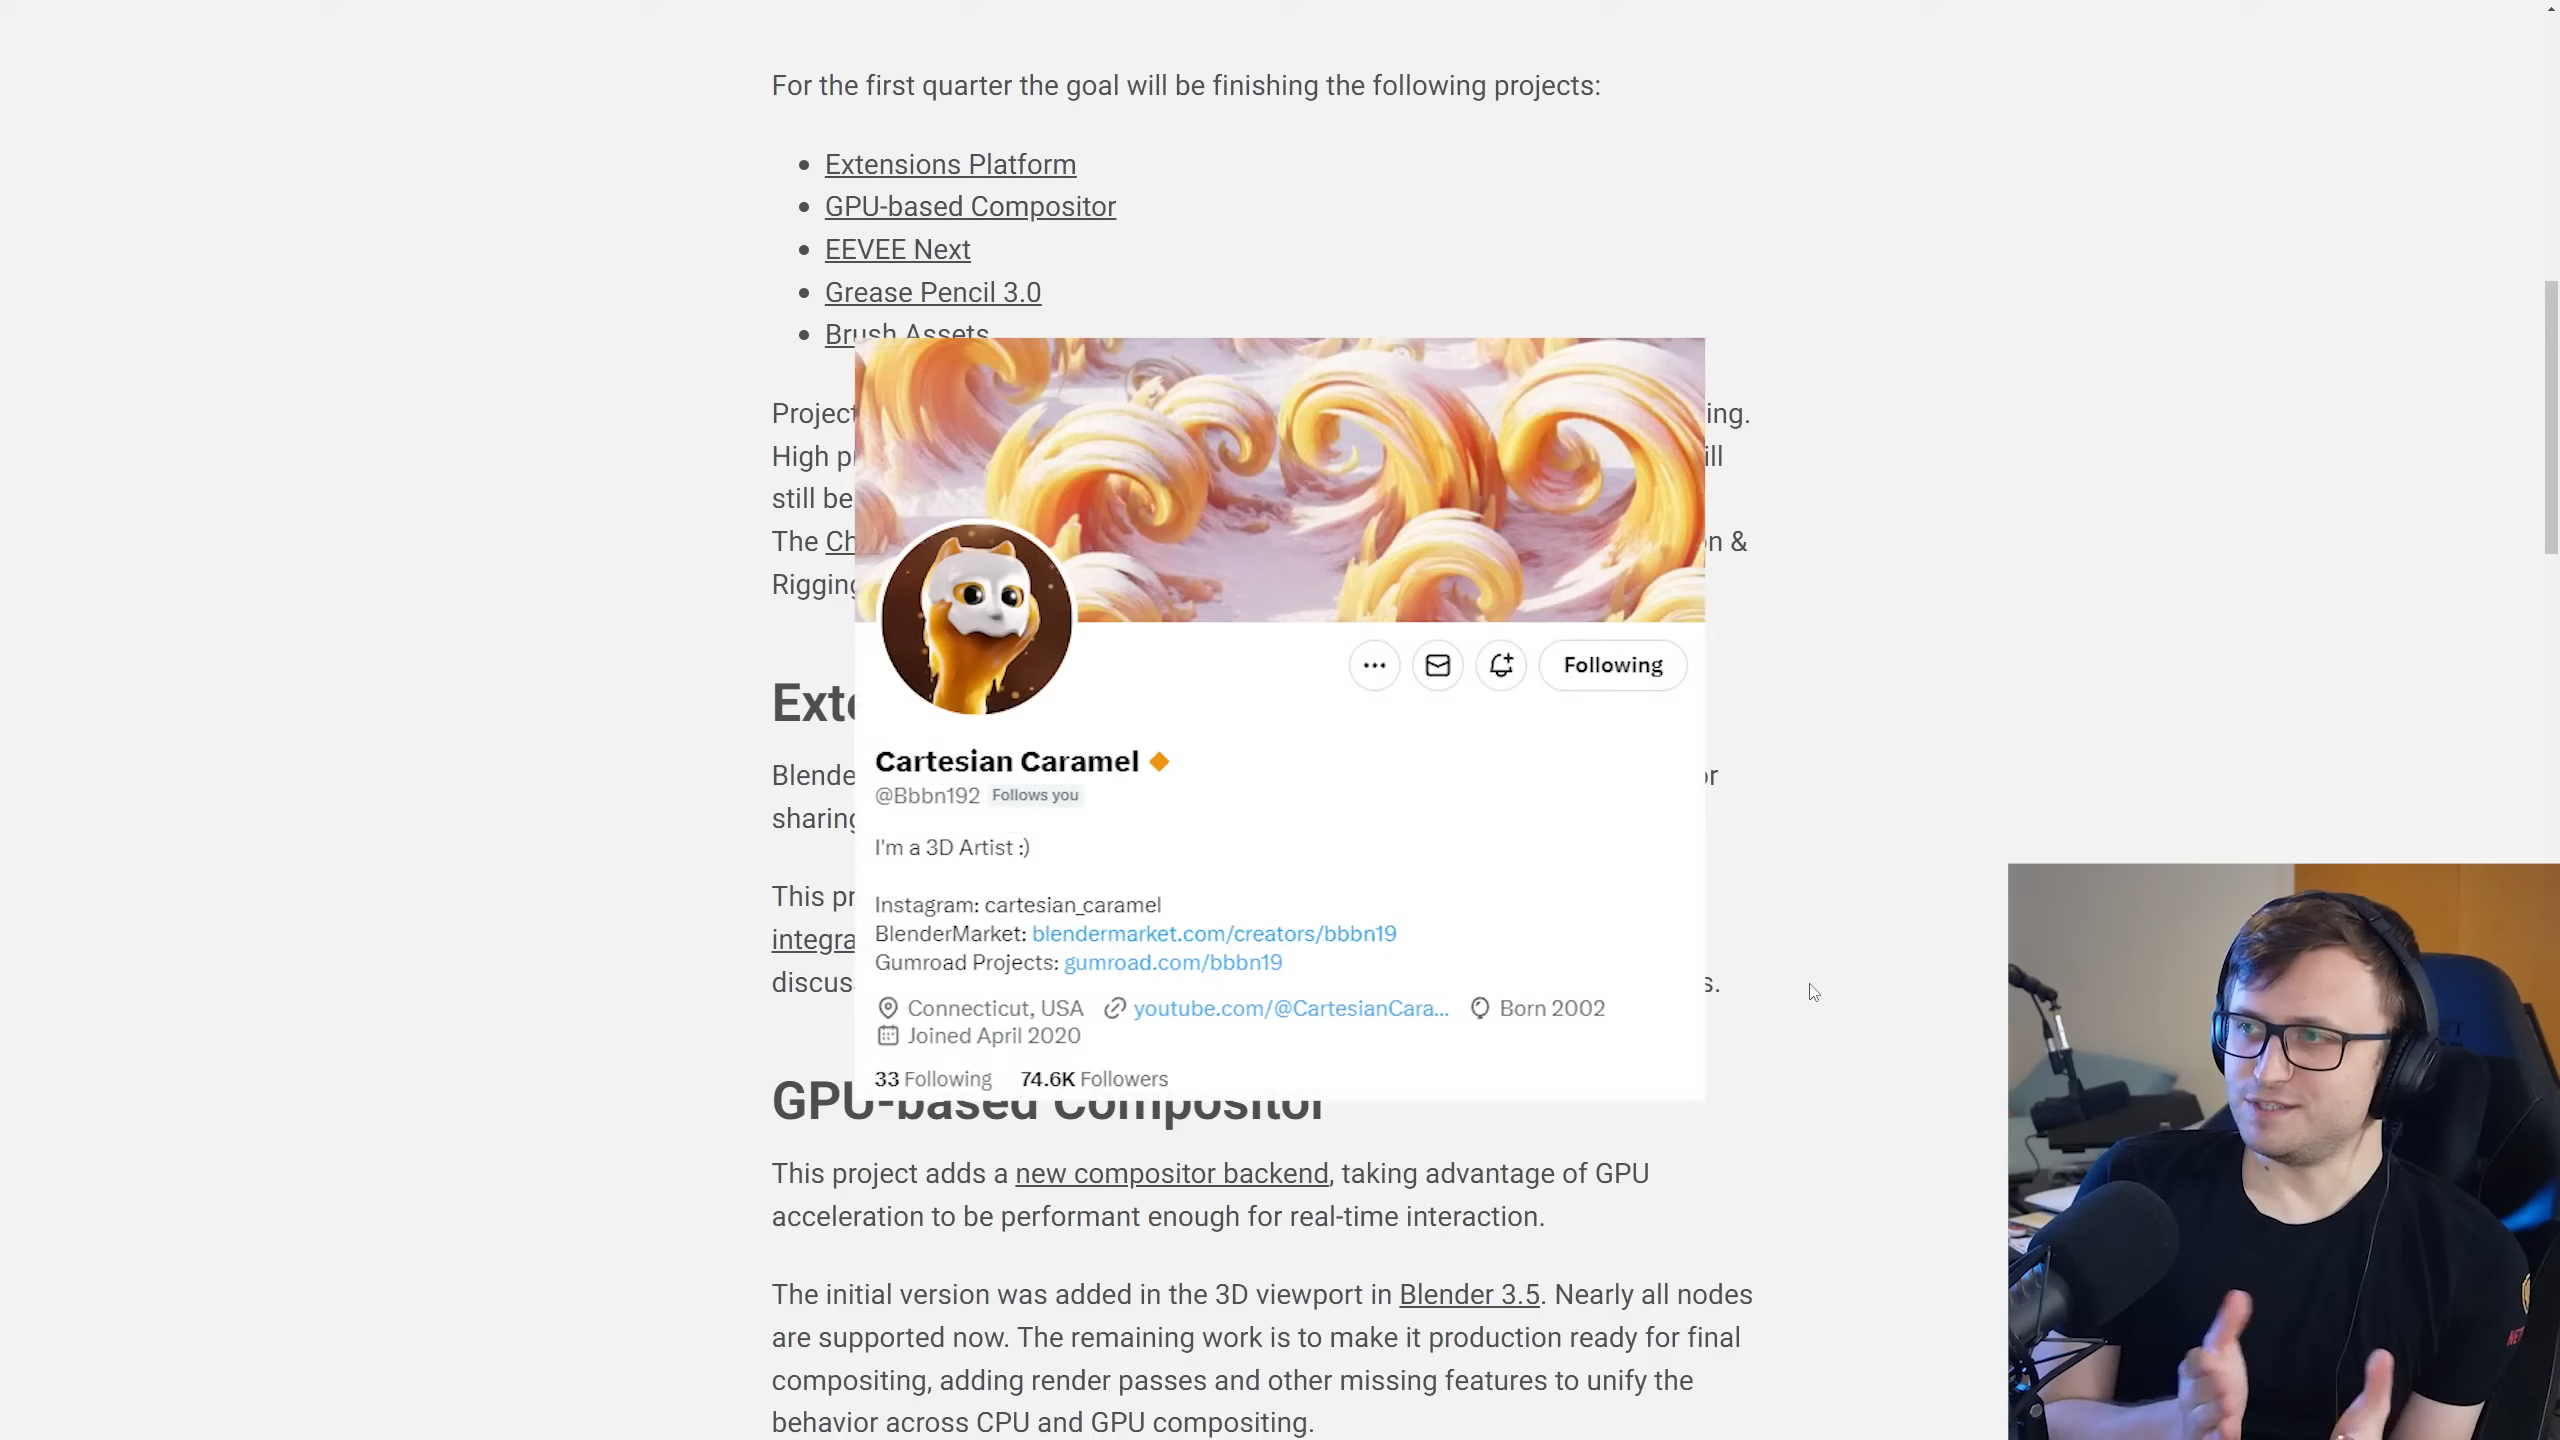 For the first quarter the goal will be finishing the following projects:
Extensions Platform
GPU-based Compositor
EEVEE Next
Grease Pencil 3.0
Brush Assets
Project ing.
High p ill
still be
The Ch n &
Rigging
Exte
Blende or
sharing
This pr
integra
discus s.
Following
Cartesian Caramel
@Bbbn192 Follows you
I'm a 3D Artist :)
Instagram: cartesian_caramel
BlenderMarket: blendermarket.com/creators/bbbn19
Gumroad Projects: gumroad.com/bbbn19
Connecticut, USA youtube.com/@CartesianCara... Born 2002
Joined April 2020
33 Following 74.6K Followers
GPU-based Compositor
This project adds a new compositor backend, taking advantage of GPU
acceleration to be performant enough for real-time interaction.
The initial version was added in the 3D viewport in Blender 3.5. Nearly all nodes
are supported now. The remaining work is to make it production ready for final
compositing, adding render passes and other missing features to unify the
behavior across CPU and GPU compositing.